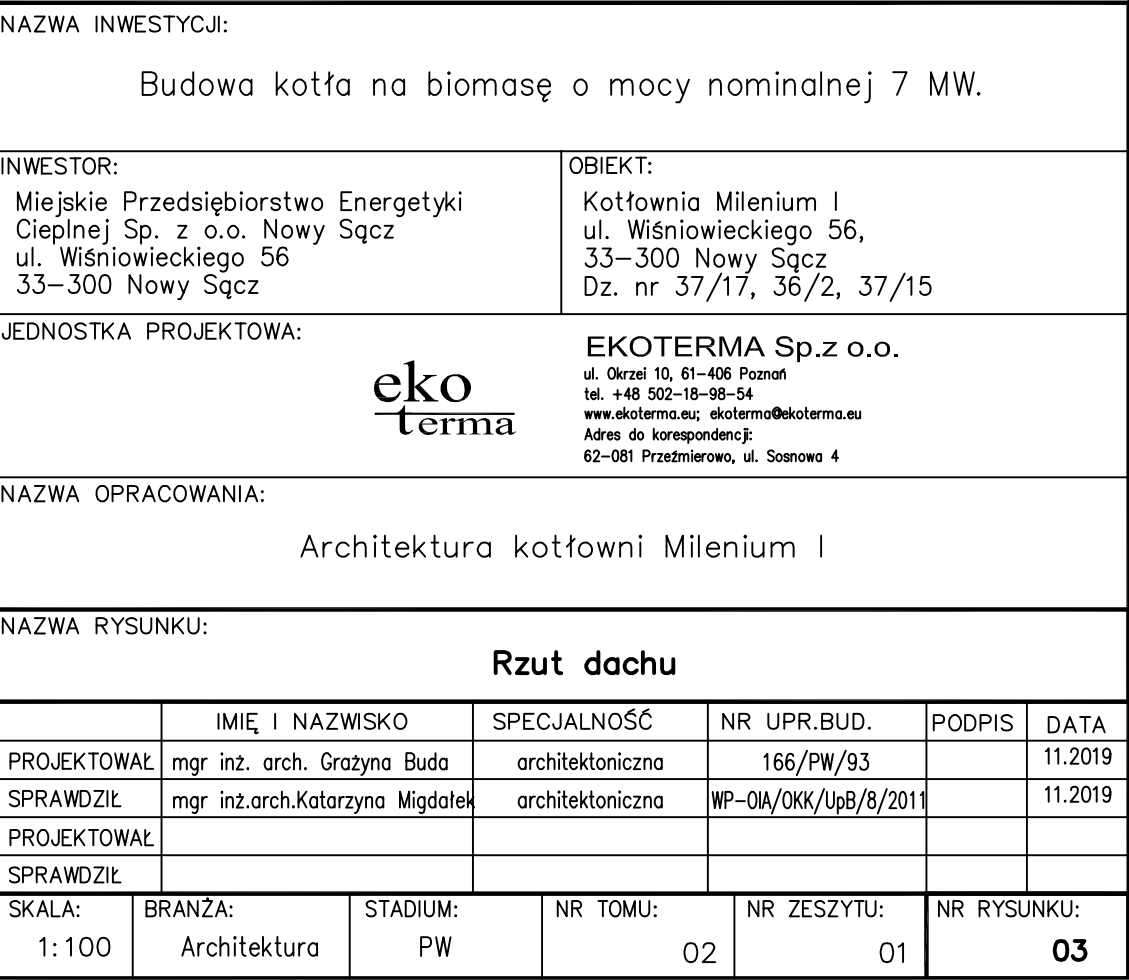 NAZWA INWESTYCJI:
Budowa kotła na biomasę o mocy nominalnej 7 MW.
INWESTOR:
Miejskie Przedsiębiorstwo Energetyki
Cieplnej Sp. z o.o. Nowy Sącz
ul. Wiśniowieckiego 56
33-300 Nowy Sącz
OBIEKT:
Kotłownia Milenium I
ul. Wiśniowieckiego 56,
33-300 Nowy Sącz
Dz. nr 37/17, 36/2, 37/15
JEDNOSTKA PROJEKTOWA:
eko
terma
EKOTERMA Sp.z o.o.
ul. Okrzei 10, 61-406 Poznań
tel. +48 502-18-98-54
www.ekoterma.eu; ekoterma@ekoterma.eu
Adres do korespondencji:
62-081 Przeźmierowo, ul. Sosnowa 4
NAZWA OPRACOWANIA:
Architektura kotłowni Milenium I
NAZWA RYSUNKU:
Rzut dachu
IMIĘ I NAZWISKO SPECJALNOŚĆ NR UPR.BUD. PODPIS DATA
PROJEKTOWAŁ mgr inż. arch. Grażyna Buda architektoniczna 166/PW/93 11.2019
SPRAWDZIŁ mgr inż.arch.Katarzyna Migdałek architektoniczna WP-OIA/OKK/UpB/8/2011 11.2019
PROJEKTOWAŁ
SPRAWDZIŁ
SKALA: BRANŻA: STADIUM: NR TOMU: NR ZESZYTU: NR RYSUNKU:
1:100 Architektura PW 02 01 03